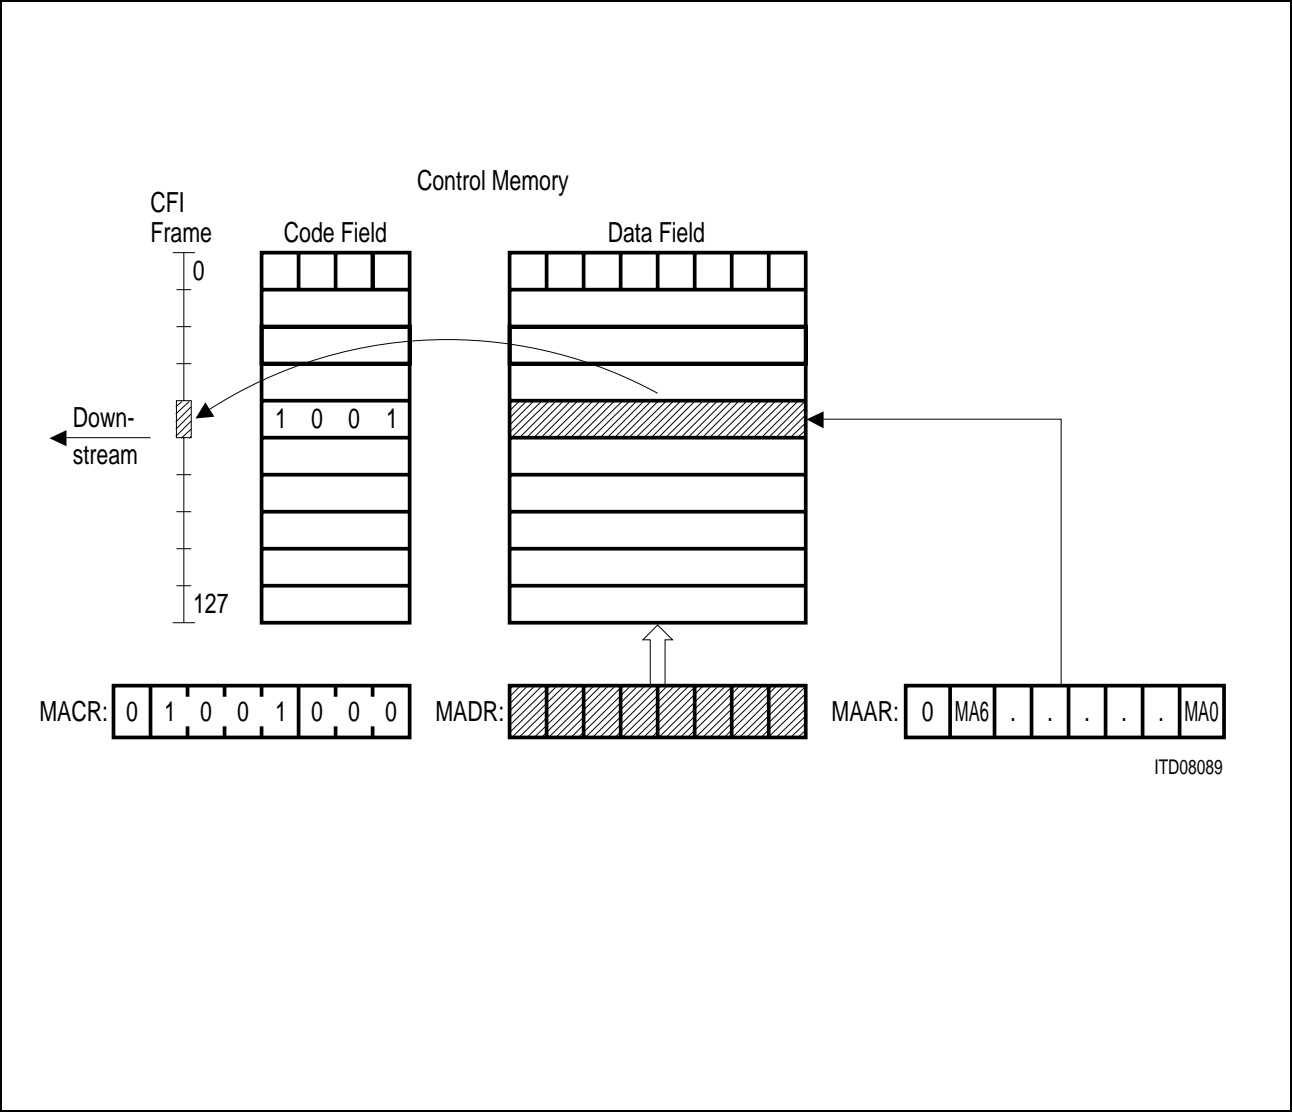 Control Memory
CFI
Frame
Code Field
Data Field
0
Down-
stream
1 0 0 1
127
MACR: 0 1 0 0 1 0 0 0
MADR:
MAAR: 0 MA6 . . . . . MA0
ITD08089